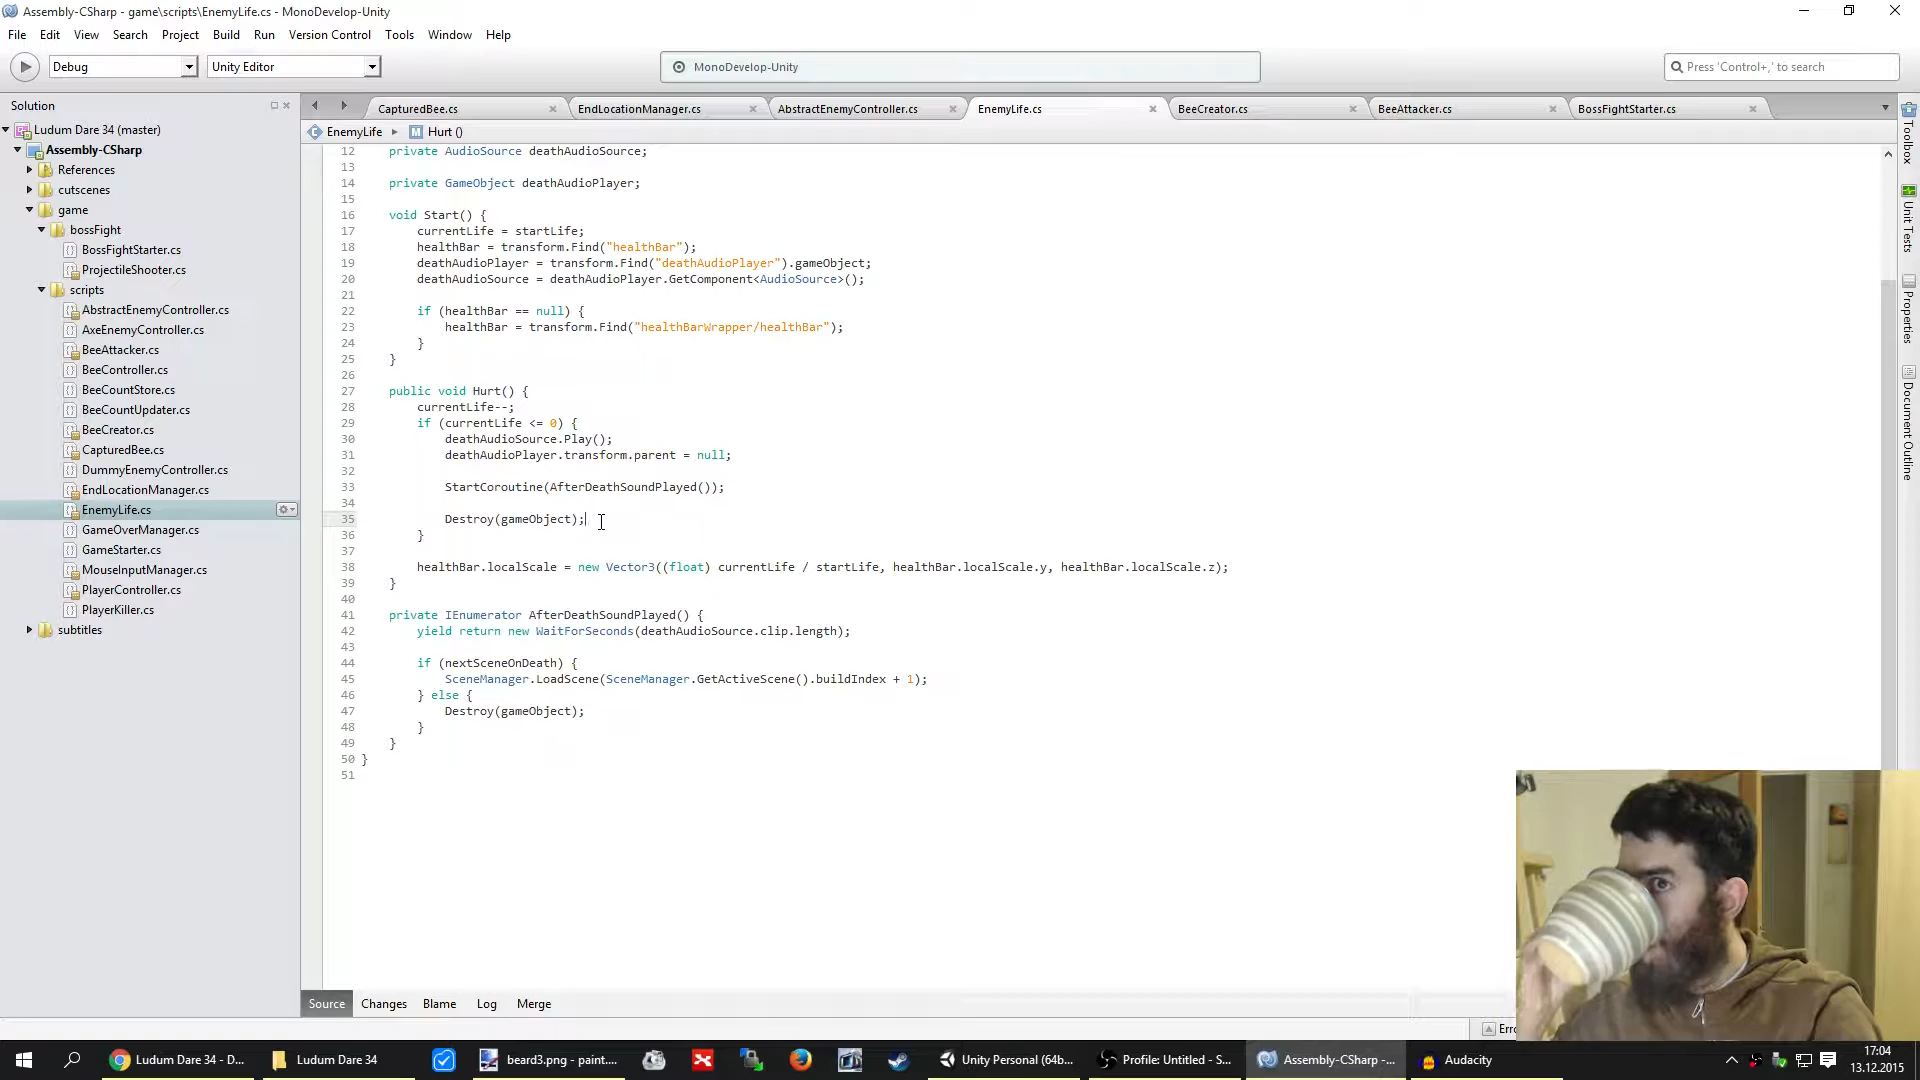 Assembly-CSharp - game\scripts\EnemyLife.cs - MonoDevelop-Unity
File Edit View Search Project Build Run Version Control Tools Window Help
Debug Unity Editor MonoDevelop-Unity Press 'Control+,' to search
Solution
Ludum Dare 34 (master)
Assembly-CSharp
References
cutscenes
game
bossFight
BossFightStarter.cs
ProjectileShooter.cs
scripts
AbstractEnemyController.cs
AxeEnemyController.cs
BeeAttacker.cs
BeeController.cs
BeeCountStore.cs
BeeCountUpdater.cs
BeeCreator.cs
CapturedBee.cs
DummyEnemyController.cs
EndLocationManager.cs
EnemyLife.cs
GameOverManager.cs
GameStarter.cs
MouseInputManager.cs
PlayerController.cs
PlayerKiller.cs
subtitles
CapturedBee.cs EndLocationManager.cs AbstractEnemyController.cs EnemyLife.cs BeeCreator.cs BeeAttacker.cs BossFightStarter.cs
EnemyLife Hurt ()
12 private AudioSource deathAudioSource;
13
14 private GameObject deathAudioPlayer;
15
16 void Start() {
17 currentLife = startLife;
18 healthBar = transform.Find("healthBar");
19 deathAudioPlayer = transform.Find("deathAudioPlayer").gameObject;
20 deathAudioSource = deathAudioPlayer.GetComponent<AudioSource>();
21
22 if (healthBar == null) {
23 healthBar = transform.Find("healthBarWrapper/healthBar");
24 }
25 }
26
27 public void Hurt() {
28 currentLife--;
29 if (currentLife <= 0) {
30 deathAudioSource.Play();
31 deathAudioPlayer.transform.parent = null;
32
33 StartCoroutine(AfterDeathSoundPlayed());
34
35 Destroy(gameObject);
36 }
37
38 healthBar.localScale = new Vector3((float) currentLife / startLife, healthBar.localScale.y, healthBar.localScale.z);
39 }
40
41 private IEnumerator AfterDeathSoundPlayed() {
42 yield return new WaitForSeconds(deathAudioSource.clip.length);
43
44 if (nextSceneOnDeath) {
45 SceneManager.LoadScene(SceneManager.GetActiveScene().buildIndex + 1);
46 } else {
47 Destroy(gameObject);
48 }
49 }
50 }
51
Toolbox
Unit Tests
Properties
Document Outline
Source Changes Blame Log Merge
Erro
Ludum Dare 34 - D... Ludum Dare 34 beard3.png - paint.... Unity Personal (64b... Profile: Untitled - S... Assembly-CSharp -... Audacity
17:04
13.12.2015